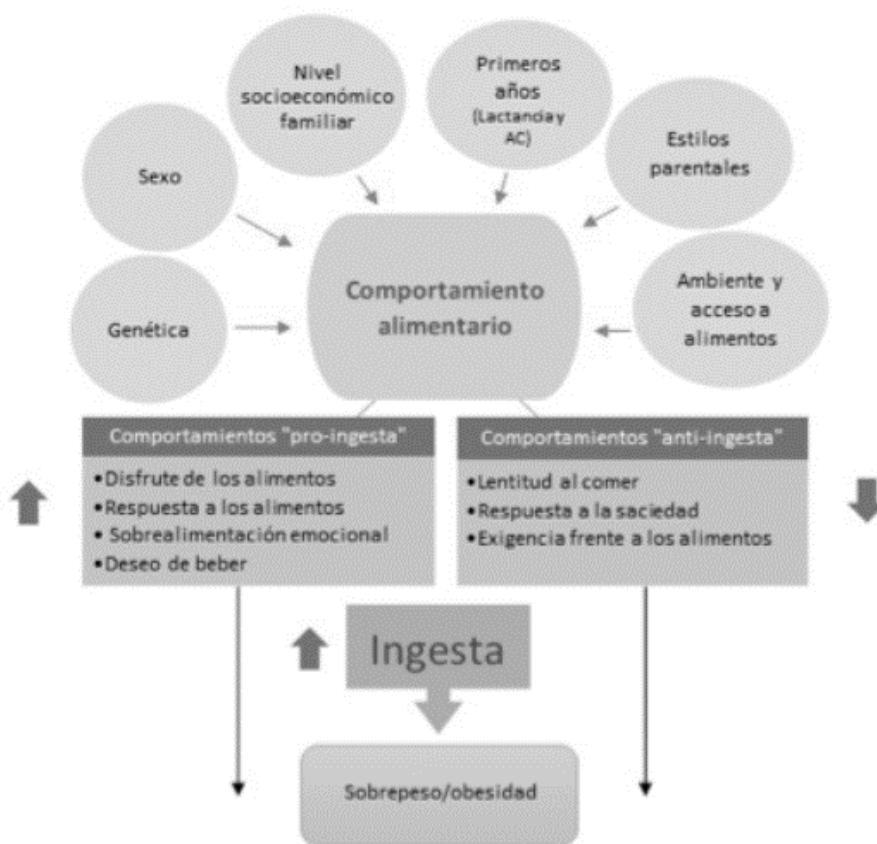 Nivel
socioeconómico
familiar
Primeros
años
(Lactancia y
AC)
Sexo
Estilos
parentales
Genética
Comportamiento
alimentario
Ambiente y
acceso a
alimentos
Comportamientos "pro-ingesta"
•Disfrute de los alimentos
•Respuesta a los alimentos
• Sobrealimentación emocional
•Deseo de beber
Comportamientos "anti-ingesta"
•Lentitud al comer
•Respuesta a la saciedad
•Exigencia frente a los alimentos
Ingesta
Sobrepeso/obesidad